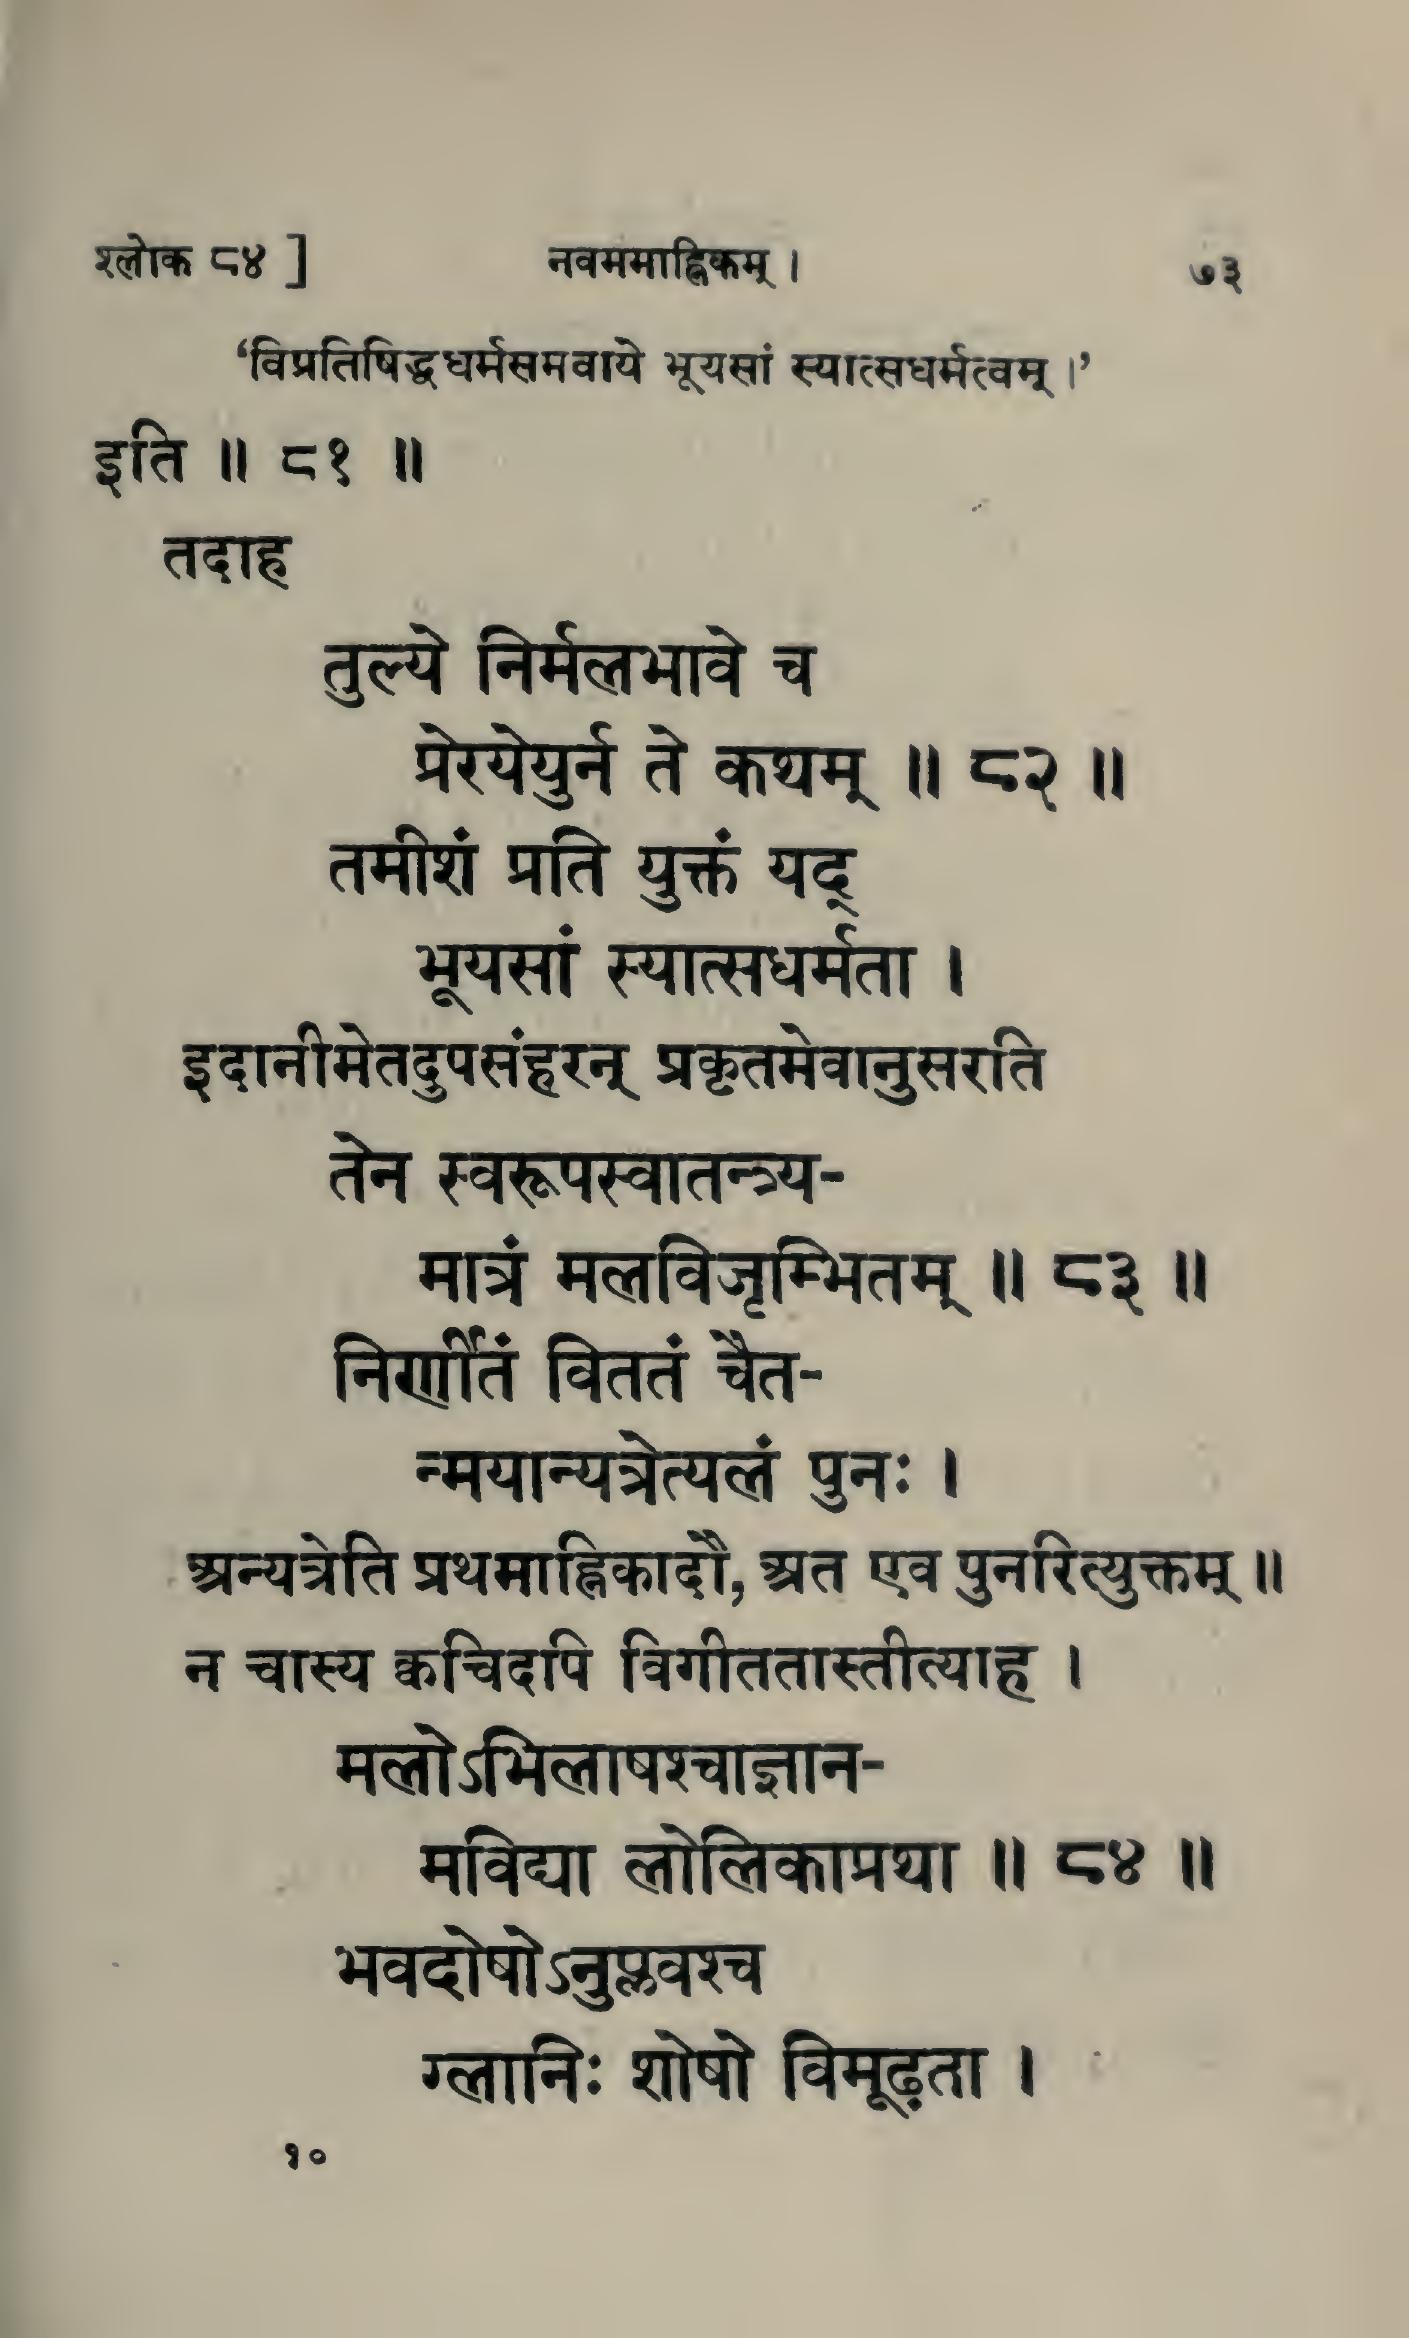 श्लोक ८४ ] नवममाह्निकम् । ७३
‘विप्रतिषिद्धधर्मसमवाये भूयसां स्यात्सधर्मत्वम् ।’
इति ॥ ८१ ॥
तदाह
तुल्ये निर्मलभावे च
प्रेरयेयुर्न ते कथम् ॥ ८२ ॥
तमीशं प्रति युक्तं यद्
भूयसां स्यात्सधर्मता ।
इदानीमेतदुपसंहरन् प्रकृतमेवानुसरति
तेन स्वरूपस्वातन्त्र्य-
मात्रं मलविजृम्भितम् ॥ ८३ ॥
निर्णीतं विततं चैत-
न्मयान्यत्रेत्यलं पुनः ।
अन्यत्रेति प्रथमाह्निकादौ, अत एव पुनरित्युक्तम् ॥
न चास्य क्वचिदपि विगीततास्तीत्याह ।
मलोऽभिलाषश्चाज्ञान-
मविद्या लोलिकाप्रथा ॥ ८४ ॥
भवदोषोऽनुप्लवश्च
ग्लानिः शोषो विमूढ़ता ।
१०